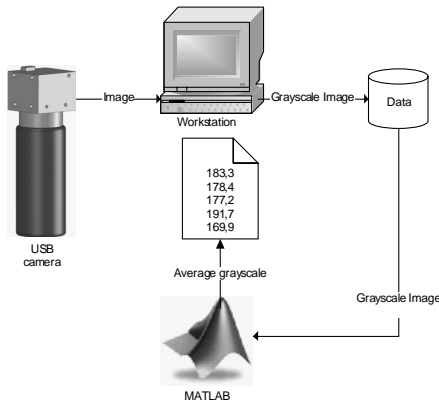 Image
Workstation
Grayscale Image
Data
USB
camera
183,3
178,4
177,2
191,7
169,9
Average grayscale
Grayscale Image
MATLAB